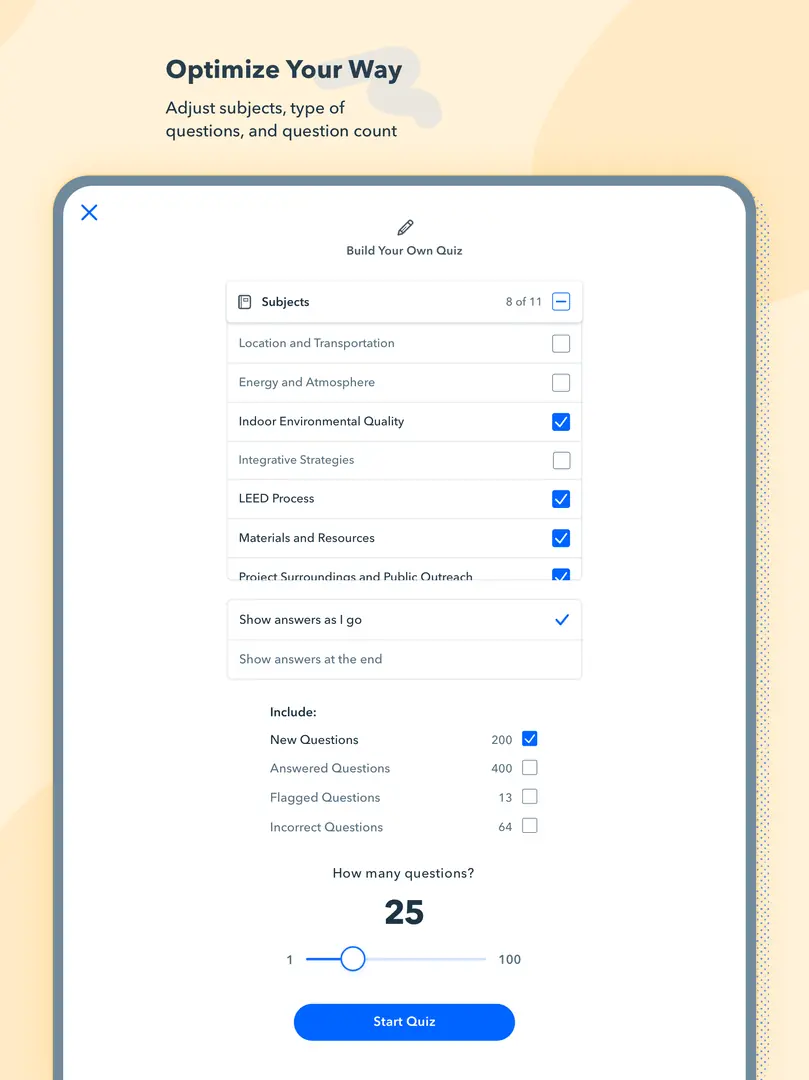 Optimize Your Way
Adjust subjects, type of
questions, and question count
Build Your Own Quiz
Subjects 8 of 11
Location and Transportation
Energy and Atmosphere
Indoor Environmental Quality
Integrative Strategies
LEED Process
Materials and Resources
Project Surroundings and Public Outreach
Show answers as I go
Show answers at the end
Include:
New Questions 200
Answered Questions 400
Flagged Questions 13
Incorrect Questions 64
How many questions?
25
1 100
Start Quiz